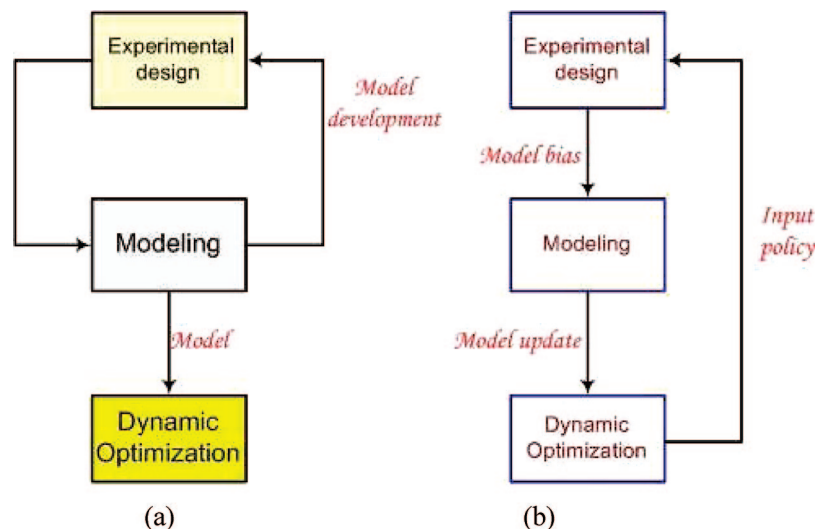 Experimental
design
Model
development
Modeling
Model
Dynamic
Optimization
(a)
Experimental
design
Model bias
Modeling
Input
policy
Model update
Dynamic
Optimization
(b)